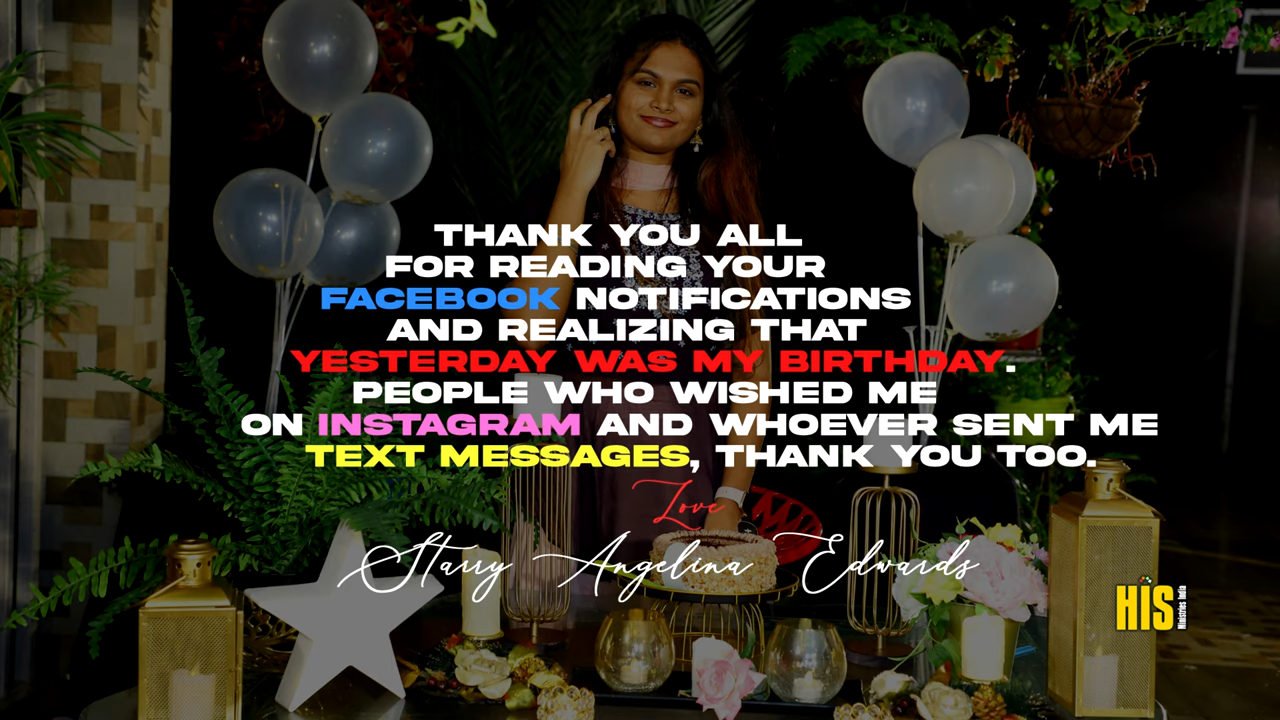 THANK YOU ALL
FOR READING YOUR
FACEBOOK NOTIFICATIONS
AND REALIZING THAT
YESTERDAY WAS MY BIRTHDAY.
PEOPLE WHO WISHED ME
ON INSTAGRAM AND WHOEVER SENT ME
TEXT MESSAGES, THANK YOU TOO.
Love
Starry Angelina Edwards
HIS
Ministries India